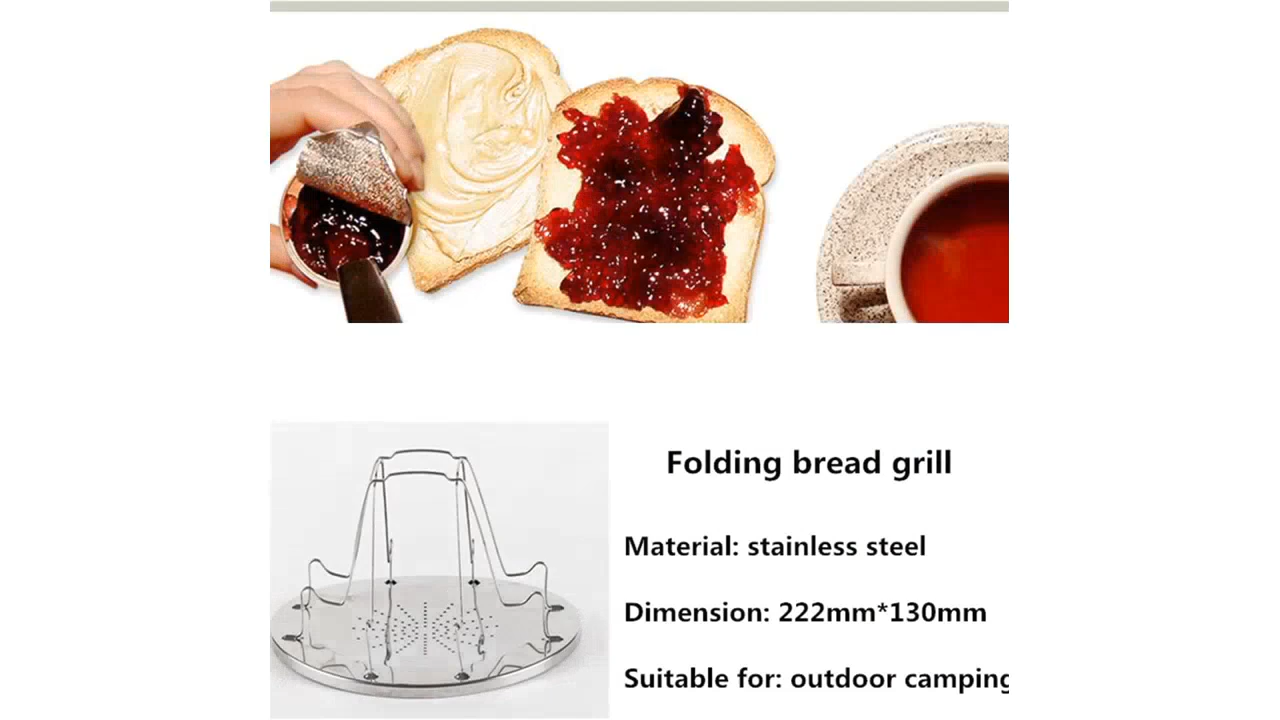 Folding bread grill
Material: stainless steel
Dimension: 222mm*130mm
Suitable for: outdoor camping